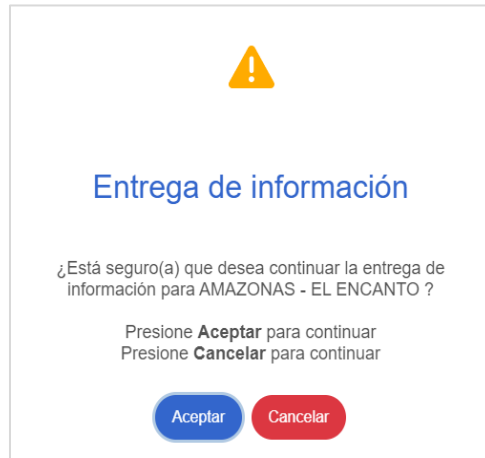 Entrega de información
¿Está seguro(a) que desea continuar la entrega de
información para AMAZONAS - EL ENCANTO ?
Presione Aceptar para continuar
Presione Cancelar para continuar
Aceptar
Cancelar